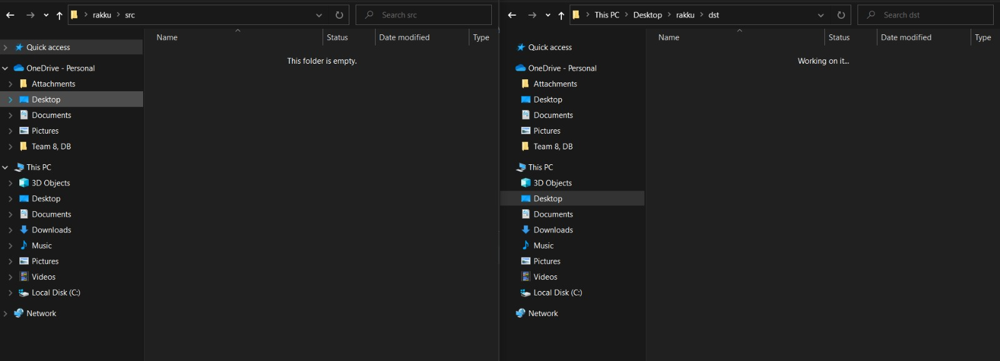 rakku src
Search src
Name Status Date modified Type
This folder is empty.
Quick access
OneDrive - Personal
Attachments
Desktop
Documents
Pictures
Team 8, DB
This PC
3D Objects
Desktop
Documents
Downloads
Music
Pictures
Videos
Local Disk (C:)
Network
This PC Desktop rakku dst
Search dst
Name Status Date modified Type
Working on it...
Quick access
OneDrive - Personal
Attachments
Desktop
Documents
Pictures
Team 8, DB
This PC
3D Objects
Desktop
Documents
Downloads
Music
Pictures
Videos
Local Disk (C:)
Network